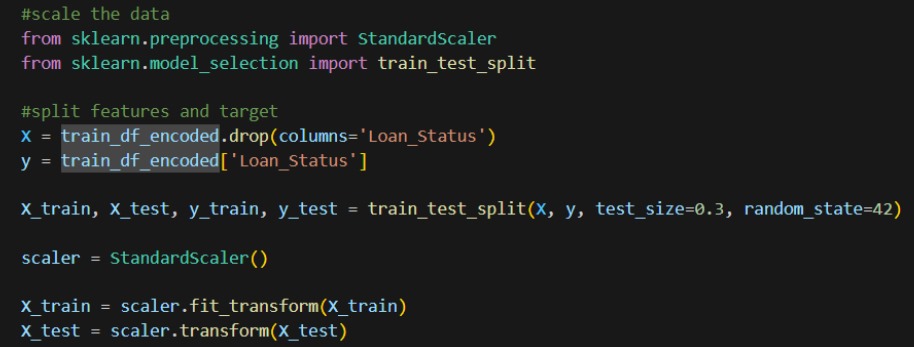 #scale the data
from sklearn.preprocessing import StandardScaler
from sklearn.model_selection import train_test_split
#split features and target
X = train_df_encoded.drop(columns='Loan_Status')
y = train_df_encoded['Loan_Status']
X_train, X_test, y_train, y_test = train_test_split(X, y, test_size=0.3, random_state=42)
scaler = StandardScaler()
X_train = scaler.fit_transform(X_train)
X_test = scaler.transform(X_test)